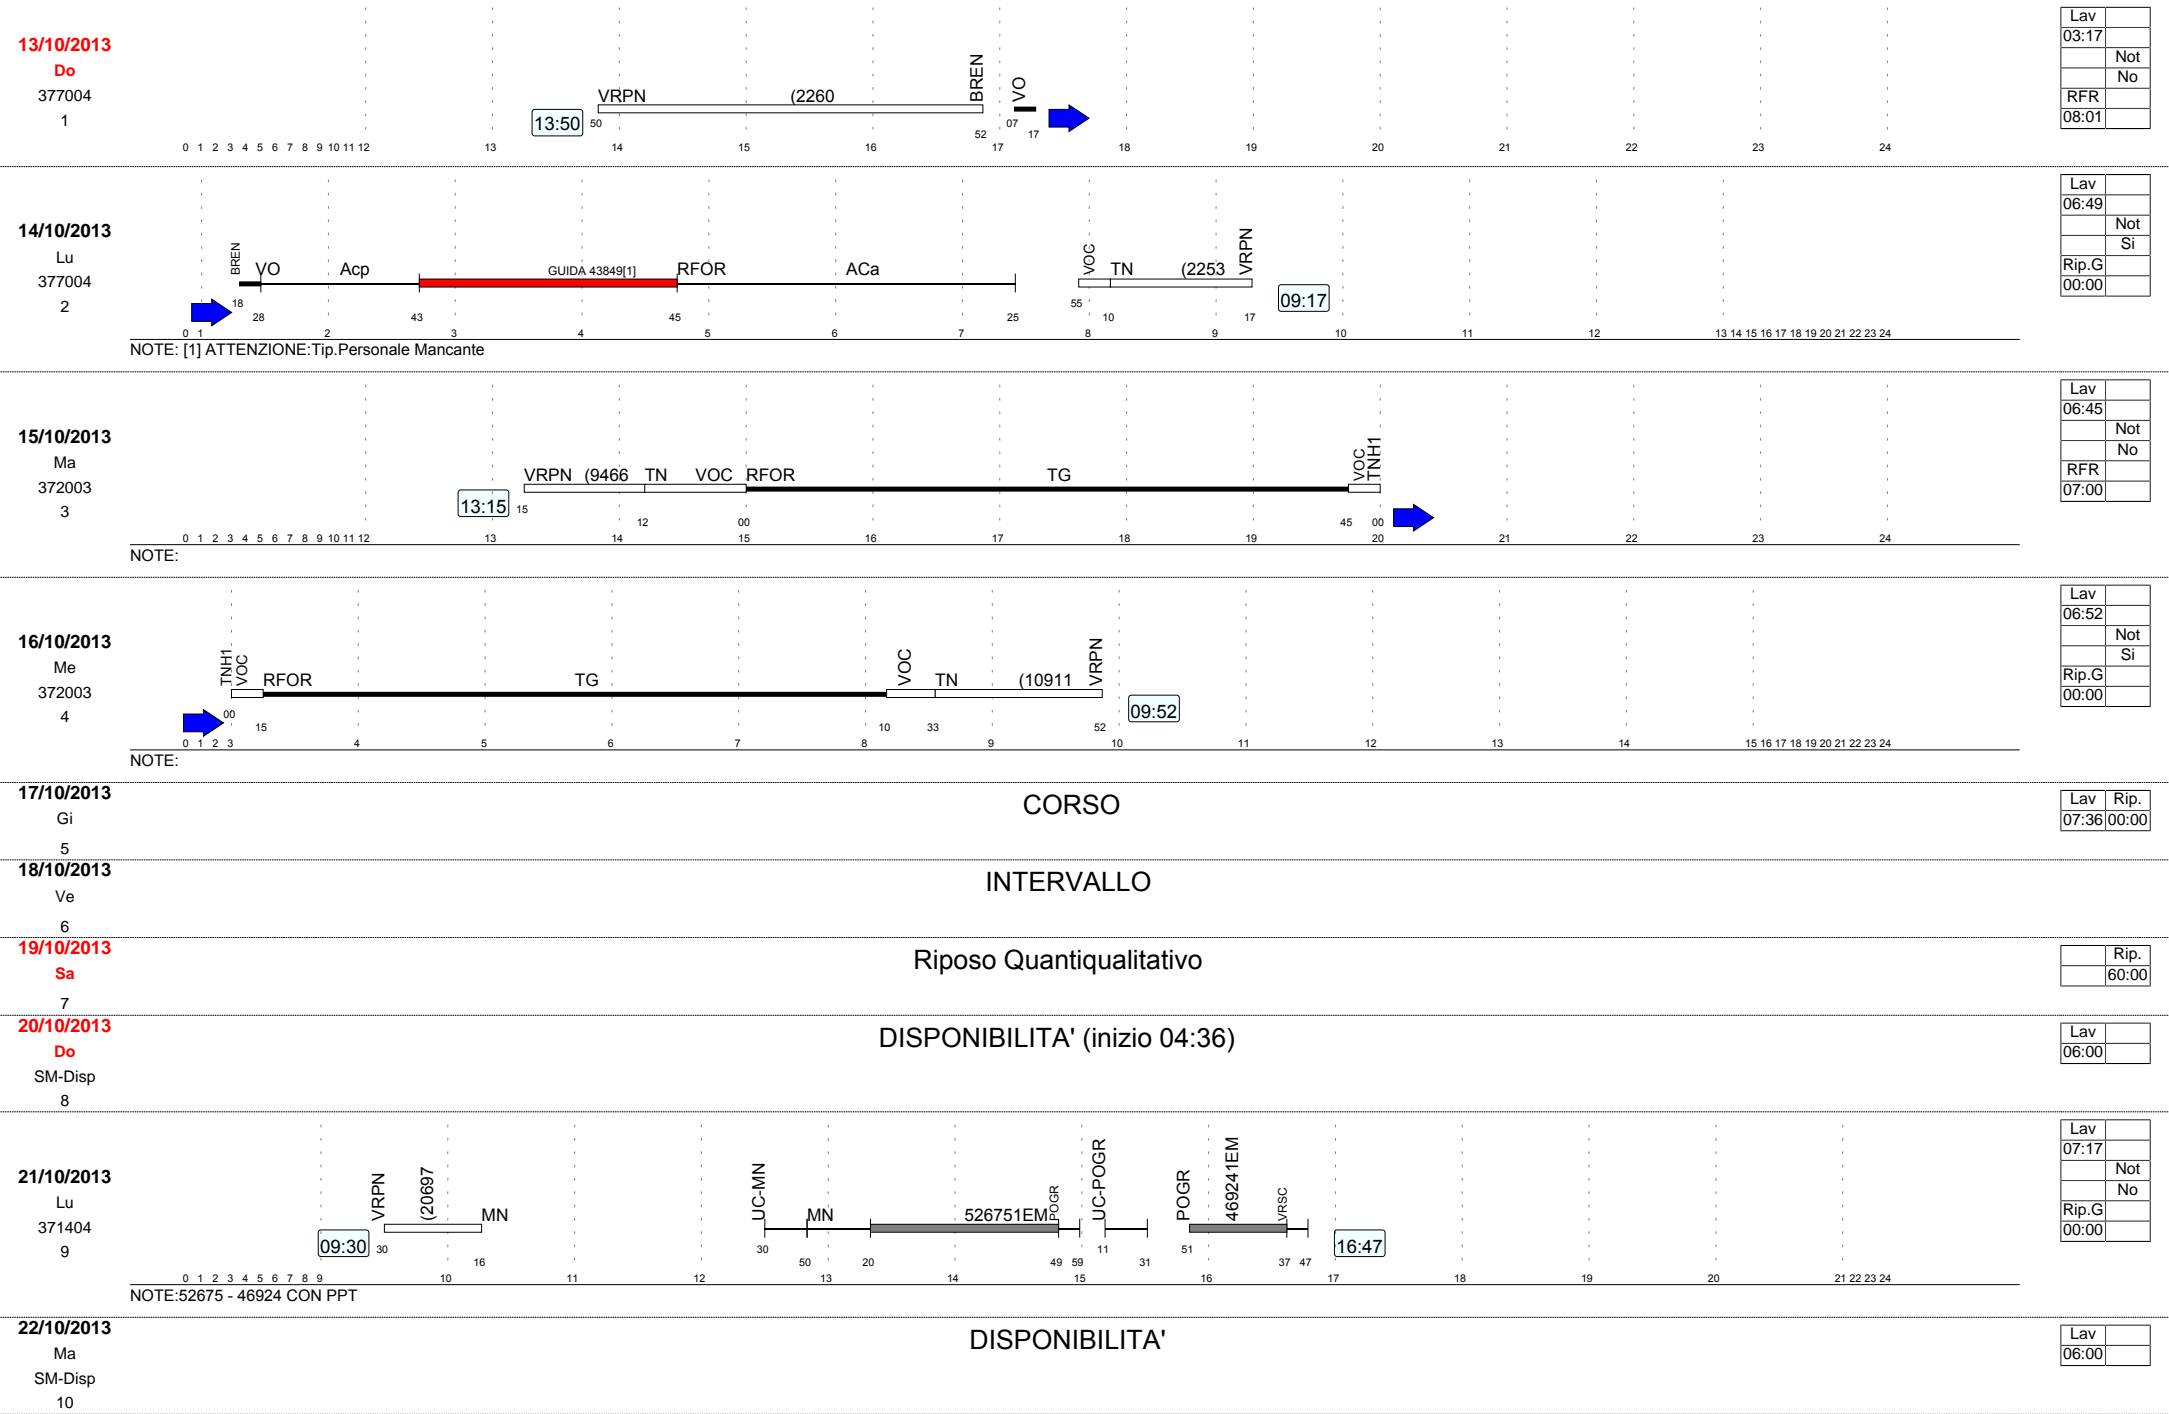 13/10/2013
Do
377004
1
13:50
VRPN (2260 BREN VO
50 52 07 17
0 1 2 3 4 5 6 7 8 9 10 11 12 13 14 15 16 17 18 19 20 21 22 23 24
Lav
03:17
Not
No
RFR
08:01
14/10/2013
Lu
377004
2
BREN VO Acp GUIDA 43849[1] RFOR ACa VOC TN (2253 VRPN
18 28 43 45 25 55 10 17
09:17
0 1 2 3 4 5 6 7 8 9 10 11 12 13 14 15 16 17 18 19 20 21 22 23 24
NOTE: [1] ATTENZIONE:Tip.Personale Mancante
Lav
06:49
Not
Si
Rip.G
00:00
15/10/2013
Ma
372003
3
13:15
VRPN (9466 TN VOC RFOR TG VOC TNH1
15 12 00 45 00
0 1 2 3 4 5 6 7 8 9 10 11 12 13 14 15 16 17 18 19 20 21 22 23 24
NOTE:
Lav
06:45
Not
No
RFR
07:00
16/10/2013
Me
372003
4
TNH1 VOC RFOR TG VOC TN (10911 VRPN
00 15 10 33 52
09:52
0 1 2 3 4 5 6 7 8 9 10 11 12 13 14 15 16 17 18 19 20 21 22 23 24
NOTE:
Lav
06:52
Not
Si
Rip.G
00:00
17/10/2013
Gi
5
CORSO
Lav Rip.
07:36 00:00
18/10/2013
Ve
6
INTERVALLO
19/10/2013
Sa
7
Riposo Quantiqualitativo
Rip.
60:00
20/10/2013
Do
SM-Disp
8
DISPONIBILITA' (inizio 04:36)
Lav
06:00
21/10/2013
Lu
371404
9
09:30
VRPN (20697 MN UC-MN MN 526751EM POGR UC-POGR POGR 469241EM VRSC
30 16 30 50 20 49 59 11 31 51 37 47
16:47
0 1 2 3 4 5 6 7 8 9 10 11 12 13 14 15 16 17 18 19 20 21 22 23 24
NOTE:52675 - 46924 CON PPT
Lav
07:17
Not
No
Rip.G
00:00
22/10/2013
Ma
SM-Disp
10
DISPONIBILITA'
Lav
06:00